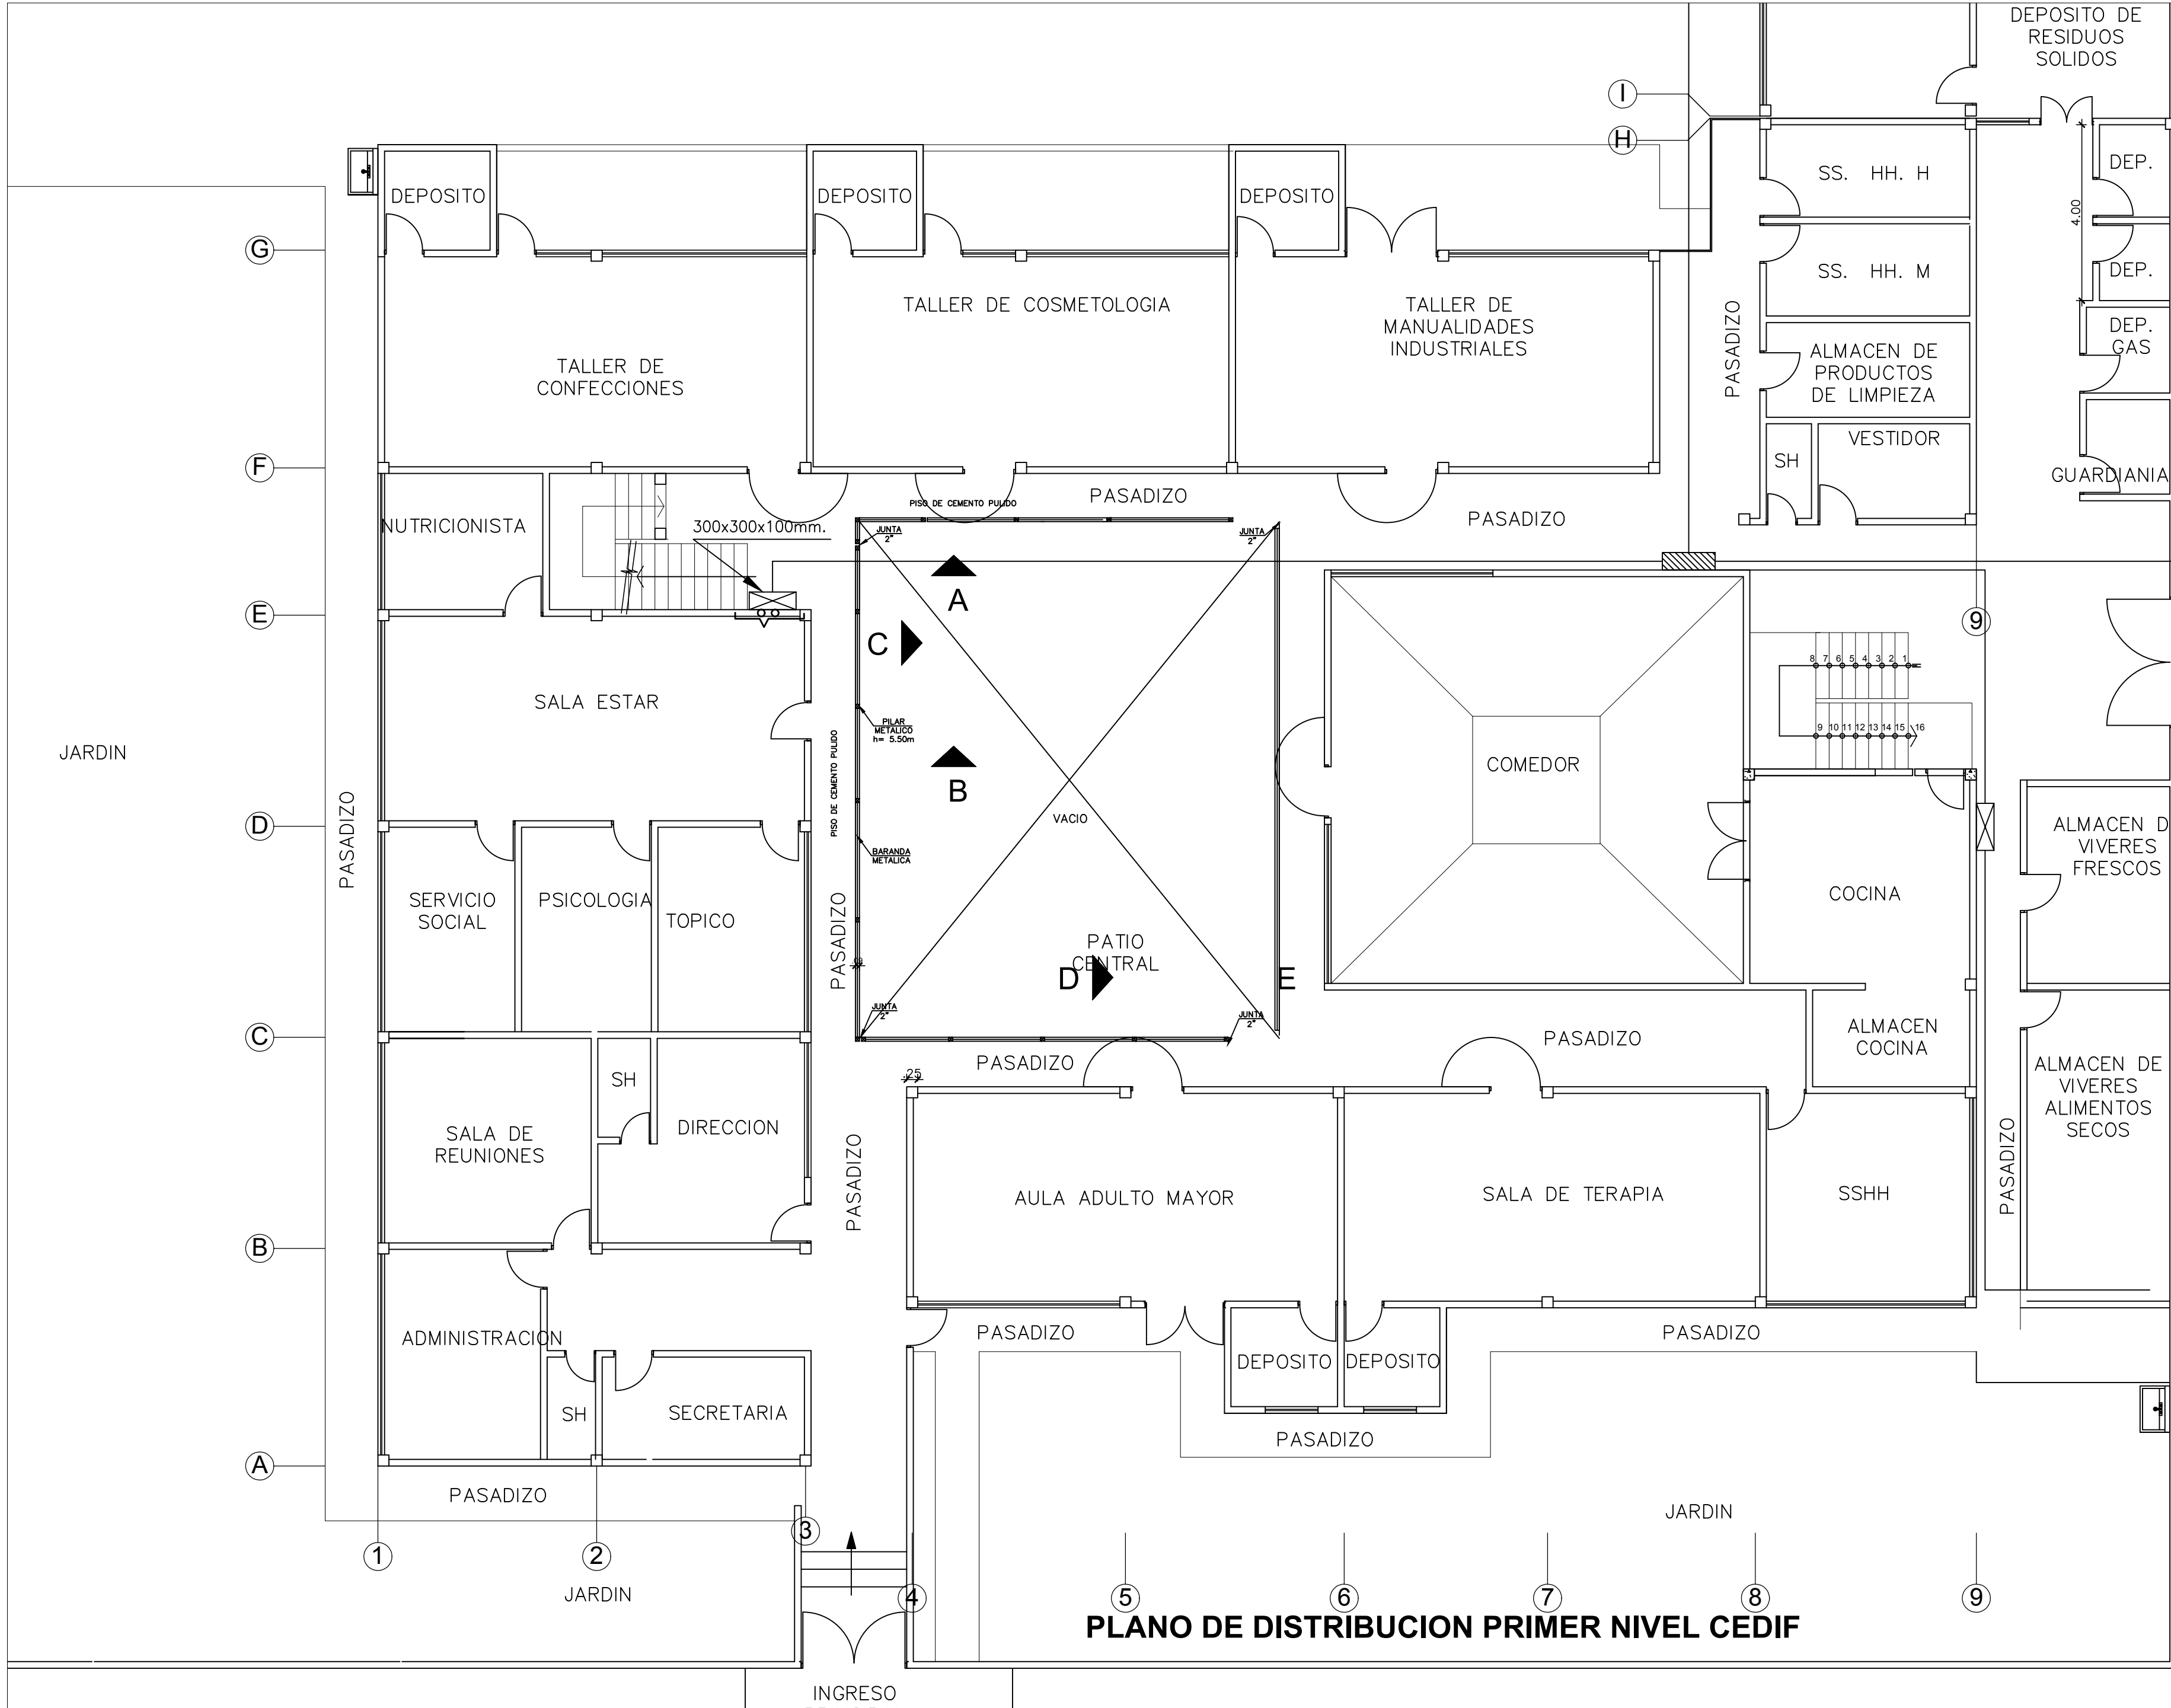 DEPOSITO DE
RESIDUOS
SOLIDOS
I
H
DEPOSITO
DEPOSITO
DEPOSITO
SS. HH. H
DEP.
4.00
G
SS. HH. M
DEP.
TALLER DE COSMETOLOGIA
TALLER DE
MANUALIDADES
INDUSTRIALES
PASADIZO
DEP.
GAS
TALLER DE
CONFECCIONES
ALMACEN DE
PRODUCTOS
DE LIMPIEZA
F
VESTIDOR
SH
GUARDIANIA
PASADIZO
PISO DE CEMENTO PULIDO
PASADIZO
NUTRICIONISTA
300x300x100mm.
JUNTA
2"
JUNTA
2"
A
E
9
C
8 7 6 5 4 3 2 1
SALA ESTAR
PILAR
METALICO
h= 5.50m
9 10 11 12 13 14 15 16
JARDIN
PISO DE CEMENTO PULIDO
COMEDOR
B
VACIO
PASADIZO
D
BARANDA
METALICA
ALMACEN D
VIVERES
FRESCOS
SERVICIO
SOCIAL
PSICOLOGIA
TOPICO
COCINA
PASADIZO
PATIO
CENTRAL
D
E
JUNTA
2"
JUNTA
2"
C
PASADIZO
PASADIZO
ALMACEN
COCINA
.25
SH
ALMACEN DE
VIVERES
ALIMENTOS
SECOS
SALA DE
REUNIONES
DIRECCION
PASADIZO
AULA ADULTO MAYOR
SALA DE TERAPIA
SSHH
PASADIZO
B
ADMINISTRACION
PASADIZO
PASADIZO
DEPOSITO
DEPOSITO
SH
SECRETARIA
PASADIZO
A
PASADIZO
JARDIN
3
1
2
JARDIN
4
5
6
7
8
9
PLANO DE DISTRIBUCION PRIMER NIVEL CEDIF
INGRESO